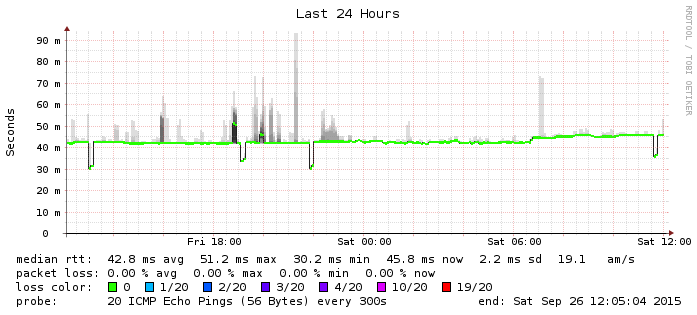 Last 24 Hours
RRDTOOL / TOBI OETIKER
Seconds
90 m
80 m
70 m
60 m
50 m
40 m
30 m
20 m
10 m
0
Fri 18:00 Sat 00:00 Sat 06:00 Sat 12:00
median rtt: 42.8 ms avg 51.2 ms max 30.2 ms min 45.8 ms now 2.2 ms sd 19.1 am/s
packet loss: 0.00 % avg 0.00 % max 0.00 % min 0.00 % now
loss color: 0 1/20 2/20 3/20 4/20 10/20 19/20
probe: 20 ICMP Echo Pings (56 Bytes) every 300s end: Sat Sep 26 12:05:04 2015